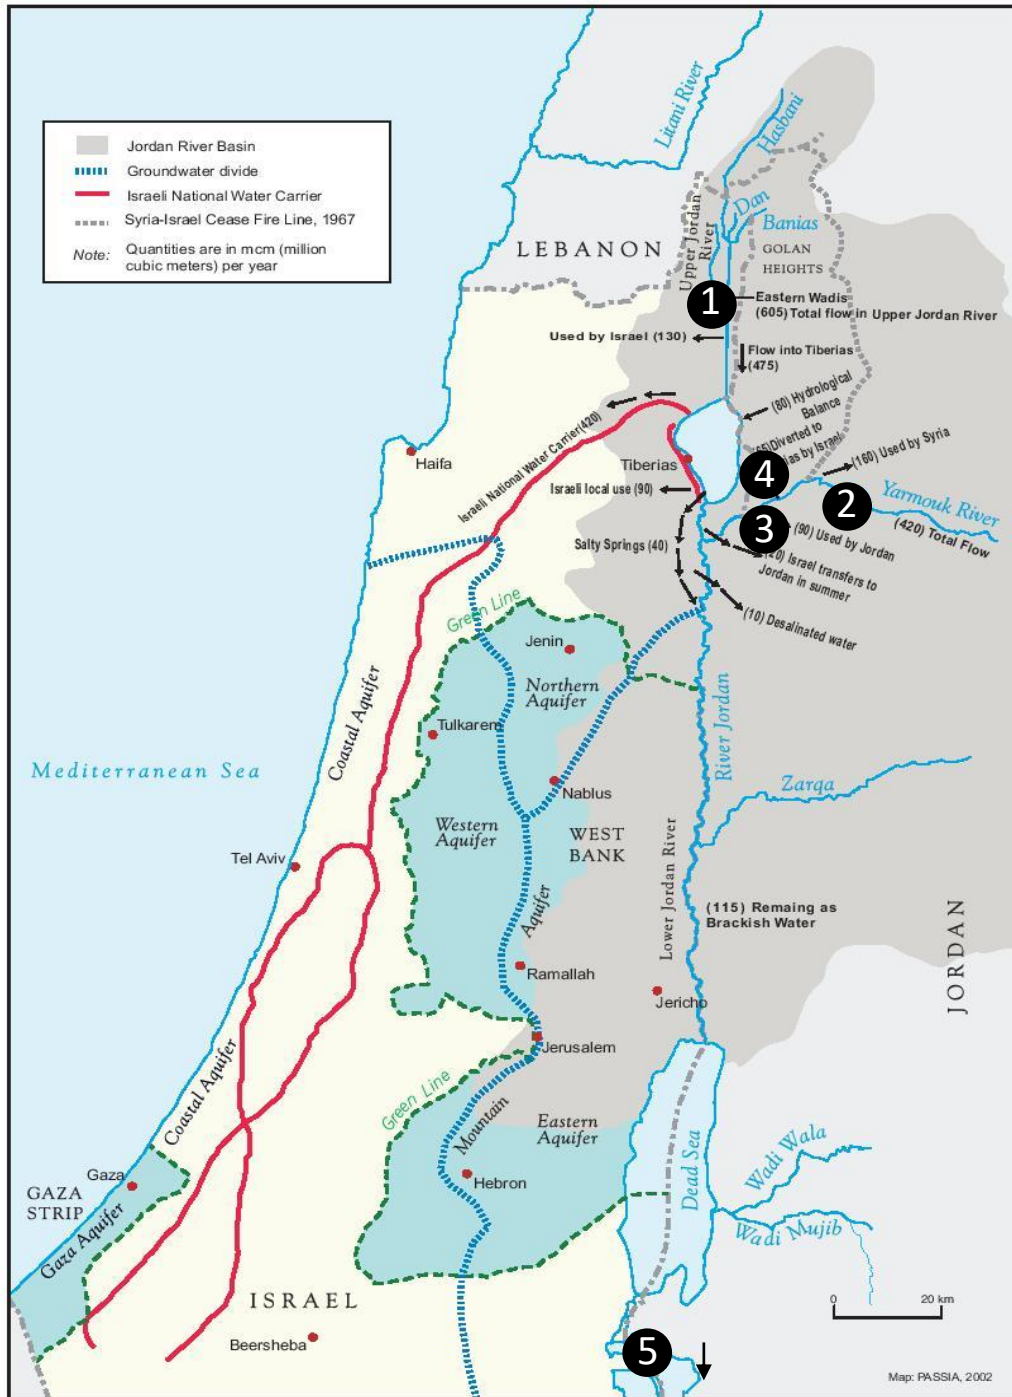 Jordan River Basin
Groundwater divide
Israeli National Water Carrier
Syria-Israel Cease Fire Line, 1967
Note: Quantities are in mcm (million
cubic meters) per year
Litani River
Hasbani
Dan
Banias
Upper Jordan
River
LEBANON
GOLAN
HEIGHTS
1
Eastern Wadis
(605) Total flow in Upper Jordan River
Used by Israel (130)
Flow into Tiberias
(475)
(80) Hydrological
Balance
Diverted to
by Israel
(160) Used by Syria
Israeli National Water Carrier(420)
Haifa
Tiberias
4
2
Israeli local use (90)
Yarmouk River
(420) Total Flow
3
(90) Used by Jordan
Salty Springs (40)
Israel transfers to
Jordan in summer
(10) Desalinated water
Green Line
Jenin
Northern
Aquifer
Coastal Aquifer
Tulkarem
River Jordan
Mediterranean Sea
Nablus
Zarqa
Western
Aquifer
WEST
BANK
Tel Aviv
Lower Jordan River
Aquifer
(115) Remaing as
Brackish Water
JORDAN
Ramallah
Jericho
Jerusalem
Coastal Aquifer
Green Line
Mountain
Eastern
Aquifer
Dead Sea
Wadi Wala
Gaza
Hebron
GAZA
STRIP
Gaza Aquifer
Wadi Mujib
ISRAEL
0 20 km
Beersheba
5
Map: PASSIA, 2002